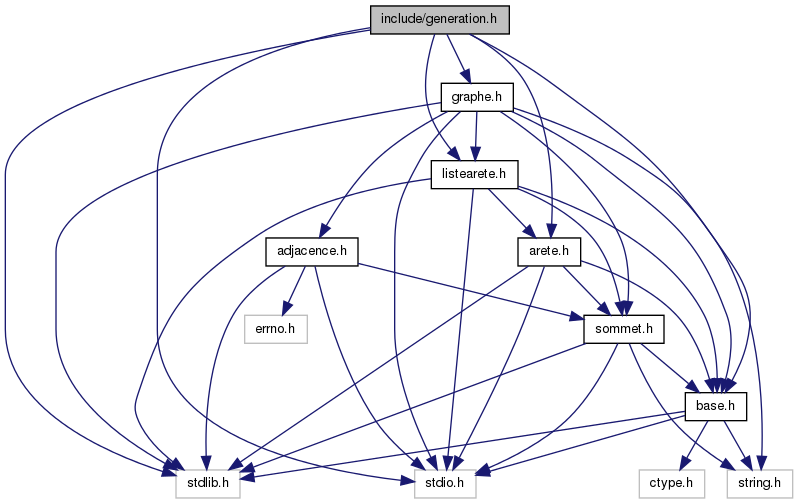 include/generation.h
graphe.h
listearete.h
adjacence.h
arete.h
errno.h
sommet.h
base.h
stdlib.h
stdio.h
ctype.h
string.h